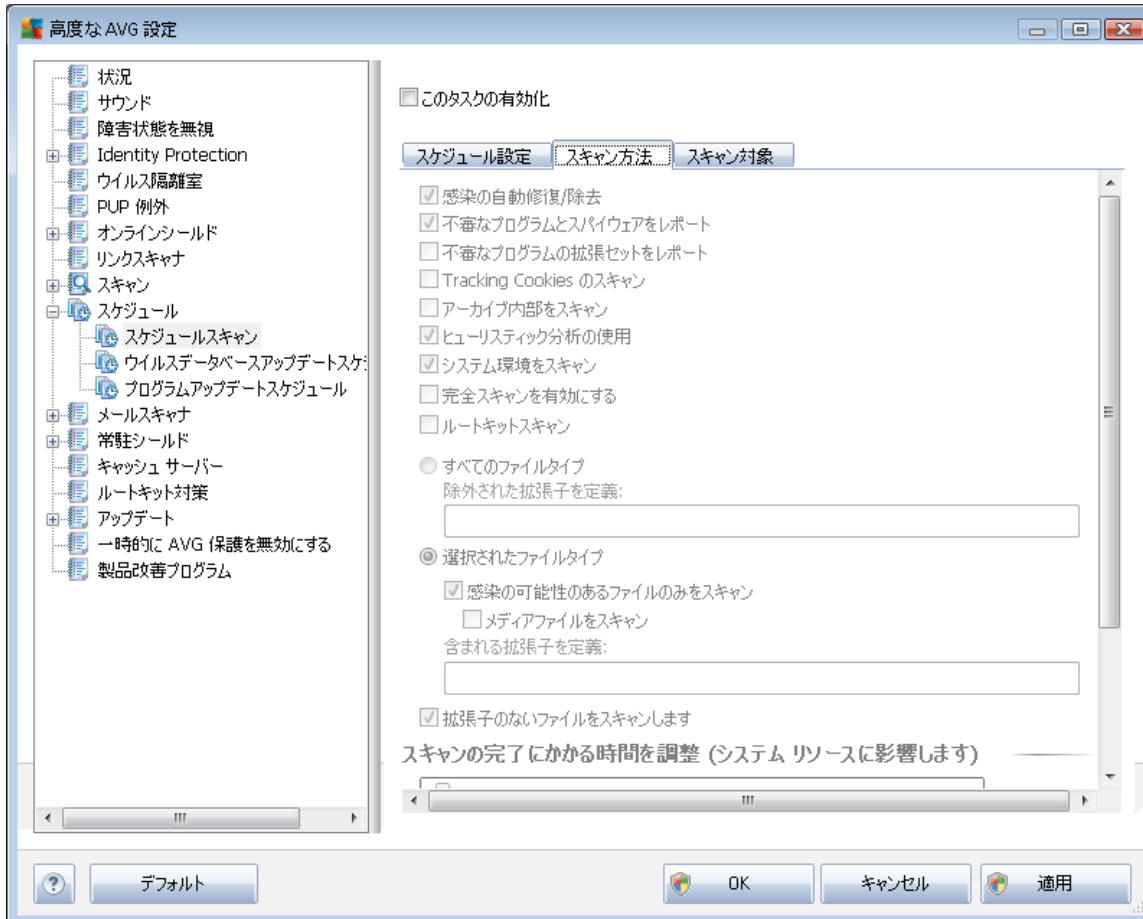 高度な AVG 設定
状況
サウンド
障害状態を無視
Identity Protection
ウイルス隔離室
PUP 例外
オンラインシールド
リンクスキャナ
スキャン
スケジュール
スケジュールスキャン
ウイルスデータベースアップデートスケ
プログラムアップデートスケジュール
メールスキャナ
常駐シールド
キャッシュ サーバー
ルートキット対策
アップデート
一時的に AVG 保護を無効にする
製品改善プログラム
このタスクの有効化
スケジュール設定 スキャン方法 スキャン対象
感染の自動修復/除去
不審なプログラムとスパイウェアをレポート
不審なプログラムの拡張セットをレポート
Tracking Cookies のスキャン
アーカイブ内部をスキャン
ヒューリスティック分析の使用
システム環境をスキャン
完全スキャンを有効にする
ルートキットスキャン
すべてのファイルタイプ
除外された拡張子を定義:
選択されたファイルタイプ
感染の可能性のあるファイルのみをスキャン
メディアファイルをスキャン
含まれる拡張子を定義:
拡張子のないファイルをスキャンします
スキャンの完了にかかる時間を調整 (システム リソースに影響します)
? デフォルト OK キャンセル 適用